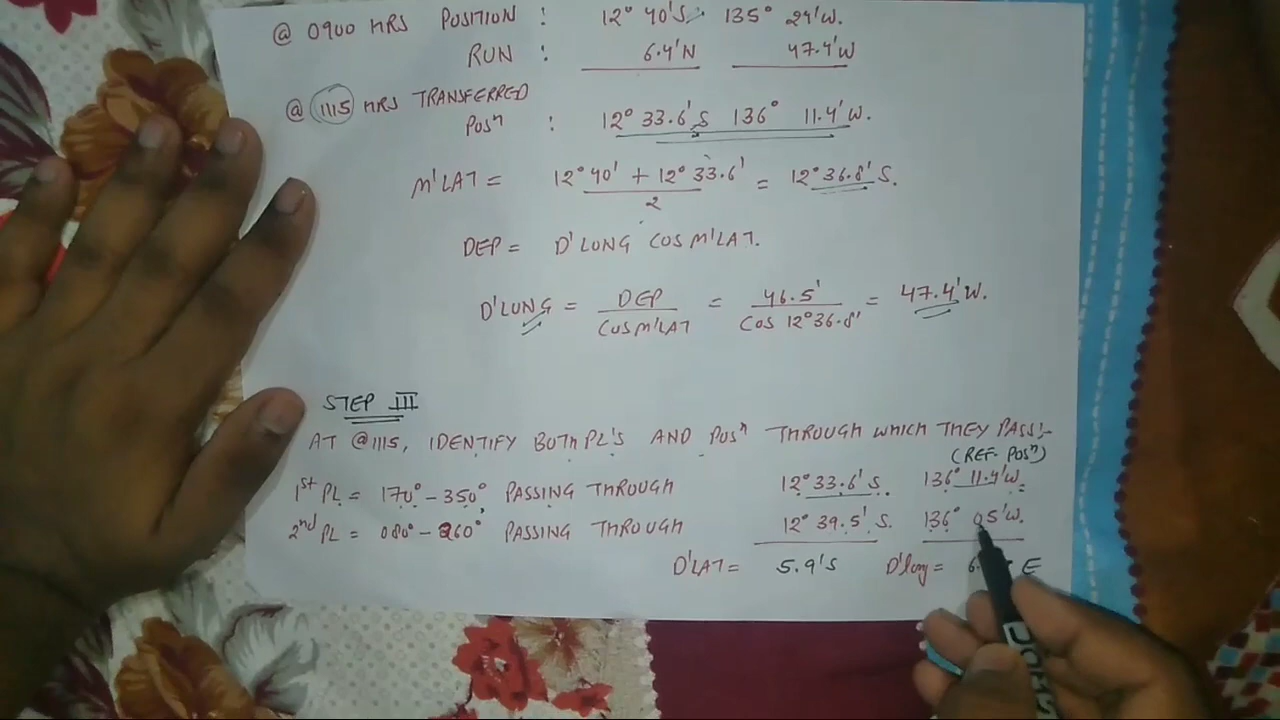 @ 0900 HRS POSITION : 12° 40'S 135° 24'W.
RUN : 6.4'N 47.4'W
@ 1115 HRS TRANSFERRED
POSⁿ : 12° 33.6'S 136° 11.4'W.
M'LAT = 12°40' + 12° 33.6' / 2 = 12°36.8' S.
DEP = D'LONG COS M'LAT.
D'LONG = DEP / COS M'LAT = 46.5' / COS 12°36.8' = 47.4'W.
STEP III
AT @1115, IDENTIFY BOTH PL'S AND POSⁿ THROUGH WHICH THEY PASS:-
(REF. POSⁿ)
1st PL = 170° - 350° PASSING THROUGH 12° 33.6' S. 136° 11.4'W.
2nd PL = 080° - 260° PASSING THROUGH 12° 39.5' S. 136° 05'W.
D'LAT = 5.9'S D'long = E